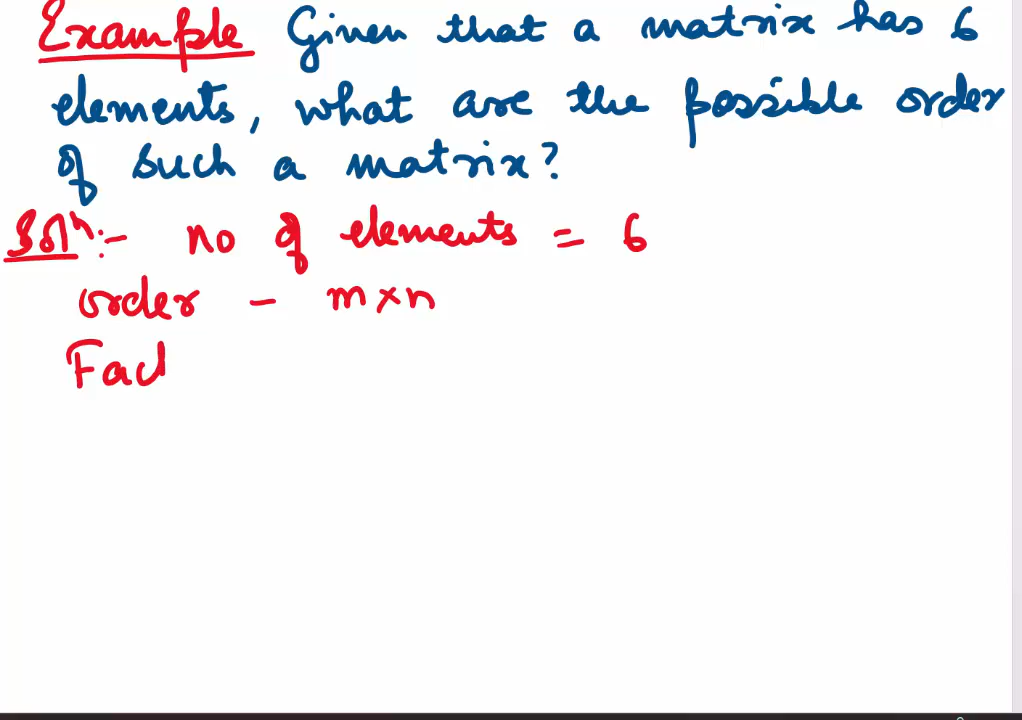 Example Given that a matrix has 6
elements, what are the possible order
of such a matrix?
Solⁿ:- no of elements = 6
order - m×n
Fact